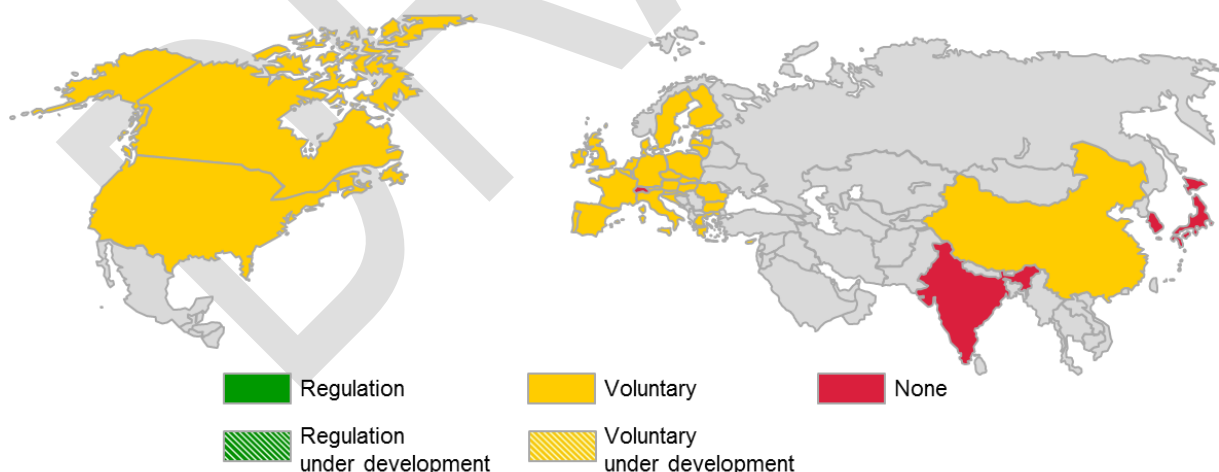 Regulation
Voluntary
None
Regulation
under development
Voluntary
under development